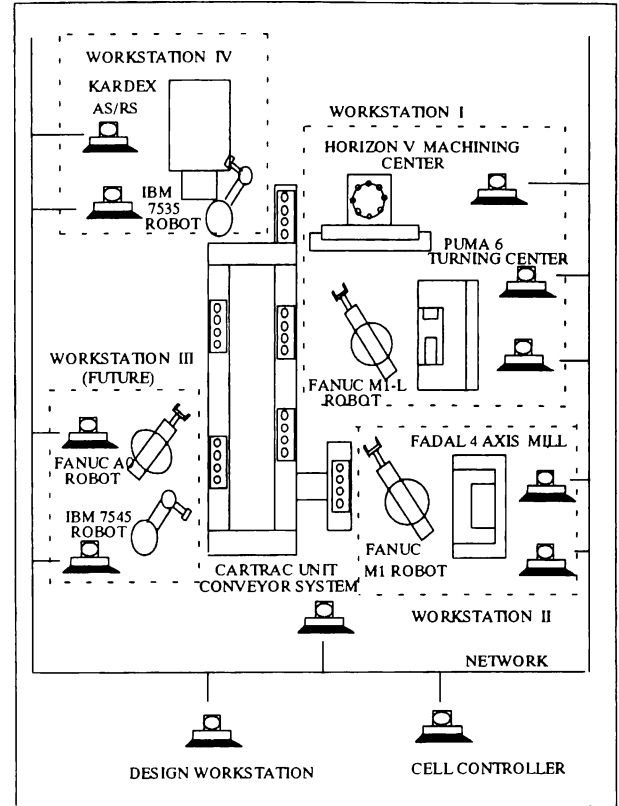 WORKSTATION IV
KARDEX
AS/RS
IBM
7535
ROBOT
WORKSTATION I
HORIZON V MACHINING
CENTER
PUMA 6
TURNING CENTER
FANUC M1-L
ROBOT
WORKSTATION III
(FUTURE)
FANUC A0
ROBOT
IBM 7545
ROBOT
FADAL 4 AXIS MILL
FANUC
M1 ROBOT
CARTRAC UNIT
CONVEYOR SYSTEM
WORKSTATION II
NETWORK
DESIGN WORKSTATION
CELL CONTROLLER